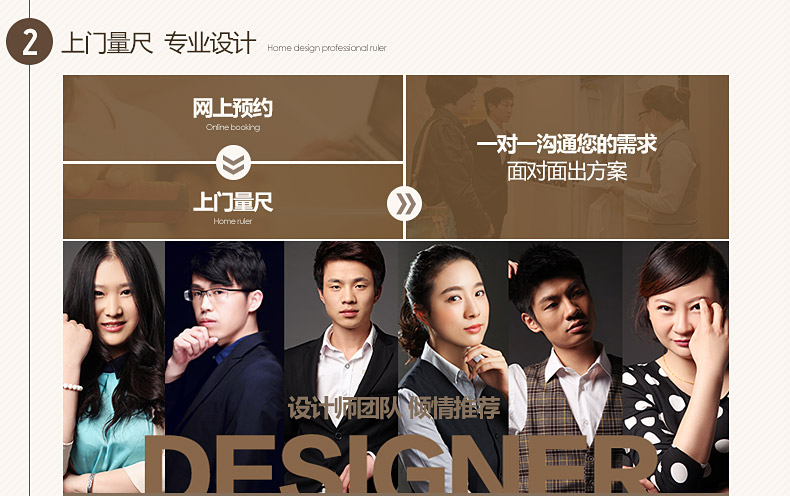 2
上门量尺 专业设计 Home design professional ruler
网上预约
Online booking
上门量尺
Home ruler
一对一沟通您的需求
面对面出方案
设计师团队 倾情推荐
DESIGNER